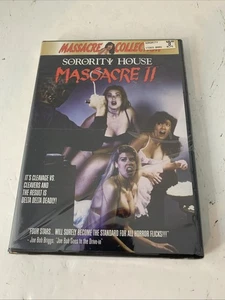 MASSACRE COLLEC
SORORITY HOUSE
MASSACRE II
IT'S CLEAVAGE VS.
CLEAVERS AND
THE RESULT IS
DELTA DELTA DEADLY!
"FOUR STARS... WILL SURELY BECOME THE STANDARD FOR ALL HORROR FLICKS!!!"
- Joe Bob Briggs, "Joe Bob Goes to the Drive-in"